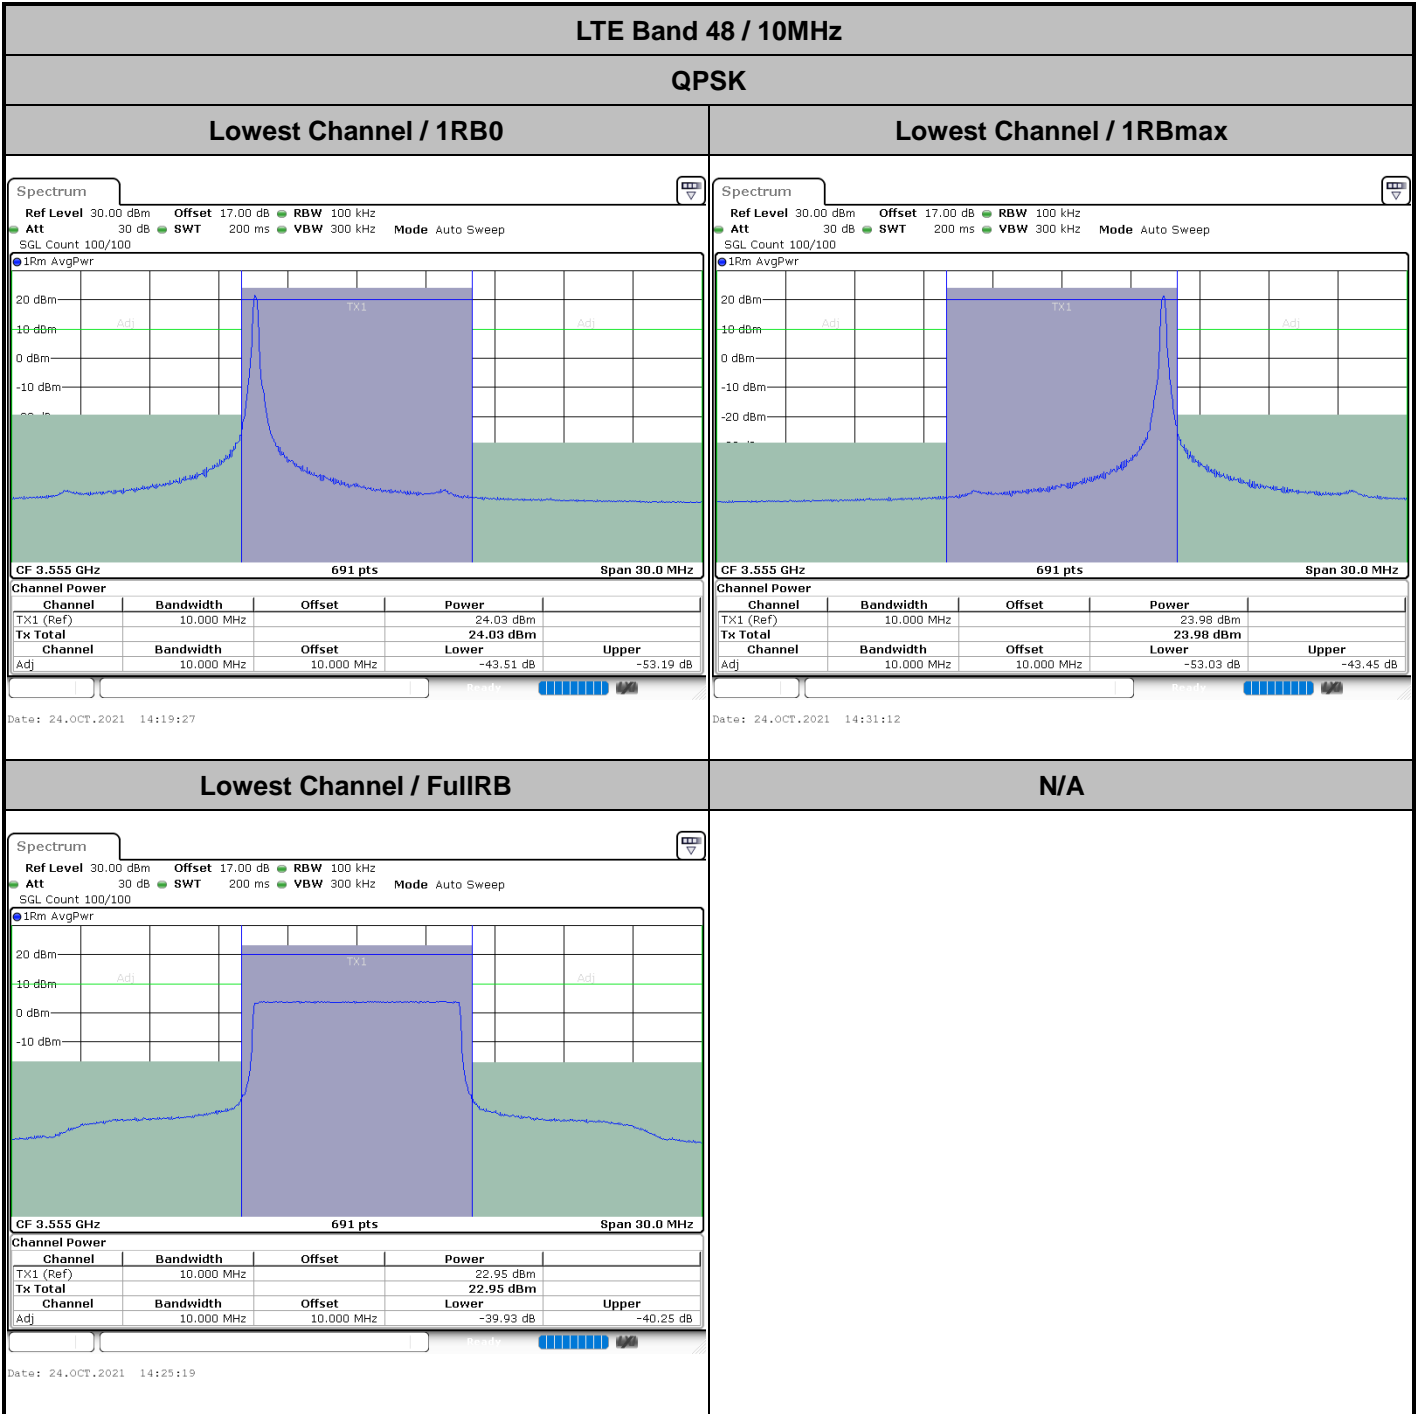 LTE Band 48 / 10MHz
QPSK
Lowest Channel / 1RB0
Lowest Channel / 1RBmax
Spectrum
Ref Level 30.00 dBm Offset 17.00 dB RBW 100 kHz
Att 30 dB SWT 200 ms VBW 300 kHz Mode Auto Sweep
SGL Count 100/100
1Rm AvgPwr
20 dBm
10 dBm
0 dBm
-10 dBm
Adj
TX1
Adj
CF 3.555 GHz 691 pts Span 30.0 MHz
Channel Power
Channel Bandwidth Offset Power
TX1 (Ref) 10.000 MHz 24.03 dBm
Tx Total 24.03 dBm
Channel Bandwidth Offset Lower Upper
Adj 10.000 MHz 10.000 MHz -43.51 dB -53.19 dB
Ready
Date: 24.OCT.2021 14:19:27
Spectrum
Ref Level 30.00 dBm Offset 17.00 dB RBW 100 kHz
Att 30 dB SWT 200 ms VBW 300 kHz Mode Auto Sweep
SGL Count 100/100
1Rm AvgPwr
20 dBm
10 dBm
0 dBm
-10 dBm
-20 dBm
Adj
TX1
Adj
CF 3.555 GHz 691 pts Span 30.0 MHz
Channel Power
Channel Bandwidth Offset Power
TX1 (Ref) 10.000 MHz 23.98 dBm
Tx Total 23.98 dBm
Channel Bandwidth Offset Lower Upper
Adj 10.000 MHz 10.000 MHz -53.03 dB -43.45 dB
Ready
Date: 24.OCT.2021 14:31:12
Lowest Channel / FullRB
N/A
Spectrum
Ref Level 30.00 dBm Offset 17.00 dB RBW 100 kHz
Att 30 dB SWT 200 ms VBW 300 kHz Mode Auto Sweep
SGL Count 100/100
1Rm AvgPwr
20 dBm
10 dBm
0 dBm
-10 dBm
Adj
TX1
Adj
CF 3.555 GHz 691 pts Span 30.0 MHz
Channel Power
Channel Bandwidth Offset Power
TX1 (Ref) 10.000 MHz 22.95 dBm
Tx Total 22.95 dBm
Channel Bandwidth Offset Lower Upper
Adj 10.000 MHz 10.000 MHz -39.93 dB -40.25 dB
Ready
Date: 24.OCT.2021 14:25:19